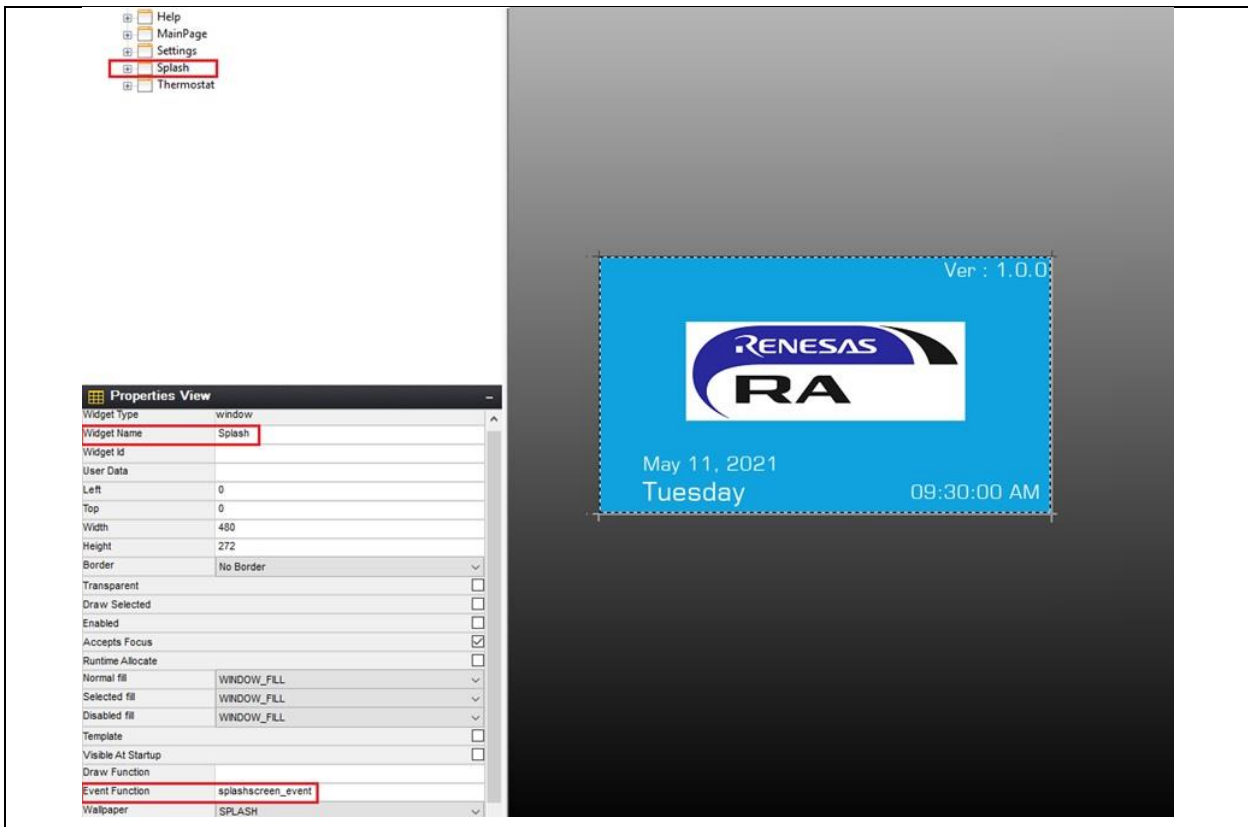 Help
MainPage
Settings
Splash
Thermostat
Properties View
Widget Type window
Widget Name Splash
Widget Id
User Data
Left 0
Top 0
Width 480
Height 272
Border No Border
Transparent
Draw Selected
Enabled
Accepts Focus
Runtime Allocate
Normal fill WINDOW_FILL
Selected fill WINDOW_FILL
Disabled fill WINDOW_FILL
Template
Visible At Startup
Draw Function
Event Function splashscreen_event
Wallpaper SPLASH
Ver : 1.0.0
RENESAS
RA
May 11, 2021
Tuesday 09:30:00 AM